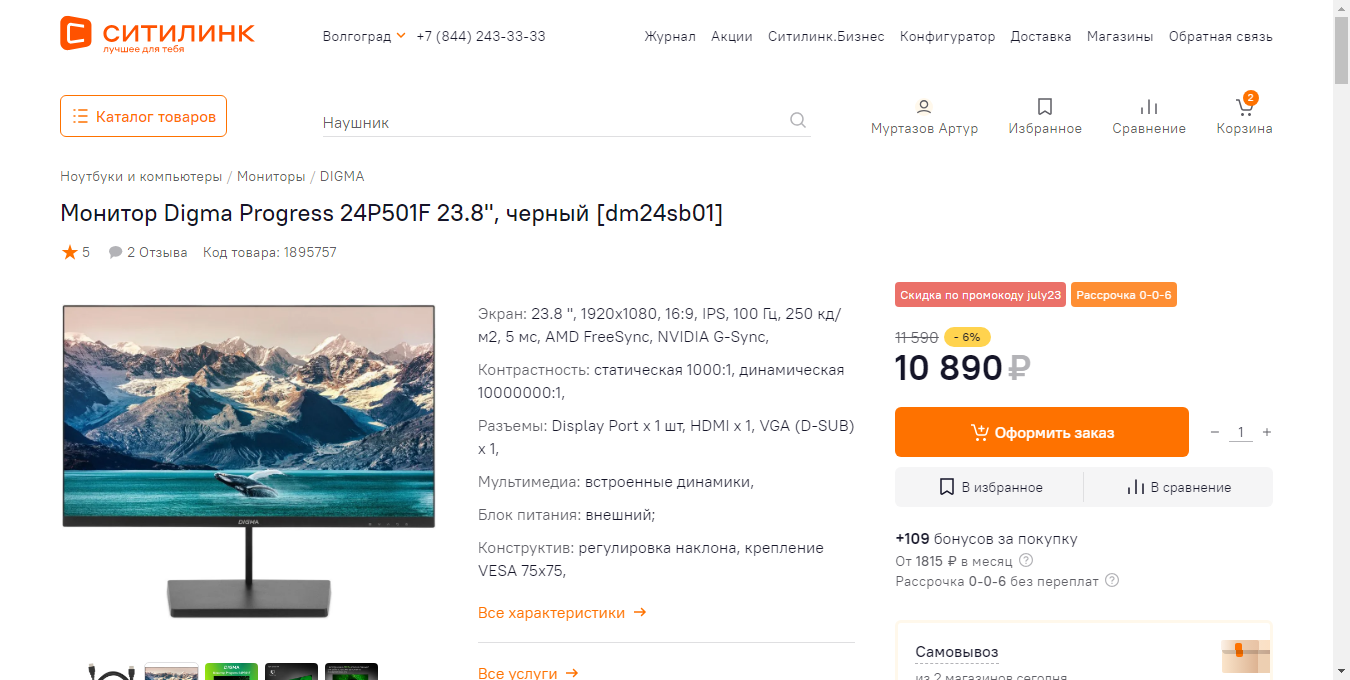 СИТИЛИНК
лучшее для тебя
Волгоград +7 (844) 243-33-33
Журнал Акции Ситилинк.Бизнес Конфигуратор Доставка Магазины Обратная связь
Каталог товаров
Наушник
2
Муртазов Артур Избранное Сравнение Корзина
Ноутбуки и компьютеры / Мониторы / DIGMA
Монитор Digma Progress 24P501F 23.8", черный [dm24sb01]
5 2 Отзыва Код товара: 1895757
DIGMA
Экран: 23.8 ", 1920x1080, 16:9, IPS, 100 Гц, 250 кд/
м2, 5 мс, AMD FreeSync, NVIDIA G-Sync,
Контрастность: статическая 1000:1, динамическая
10000000:1,
Разъемы: Display Port x 1 шт, HDMI x 1, VGA (D-SUB)
x 1,
Мультимедиа: встроенные динамики,
Блок питания: внешний;
Конструктив: регулировка наклона, крепление
VESA 75x75,
Все характеристики →
Все услуги →
Скидка по промокоду july23 Рассрочка 0-0-6
11 590 - 6%
10 890 ₽
Оформить заказ − 1 +
В избранное В сравнение
+109 бонусов за покупку
От 1815 ₽ в месяц ?
Рассрочка 0-0-6 без переплат ?
Самовывоз
из 2 магазинов сегодня
DIGMA